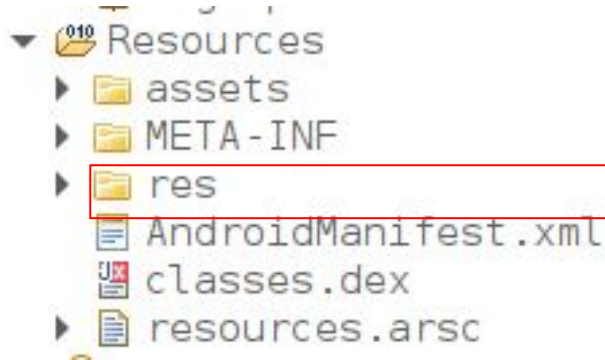 Resources
assets
META-INF
res
AndroidManifest.xml
classes.dex
resources.arsc